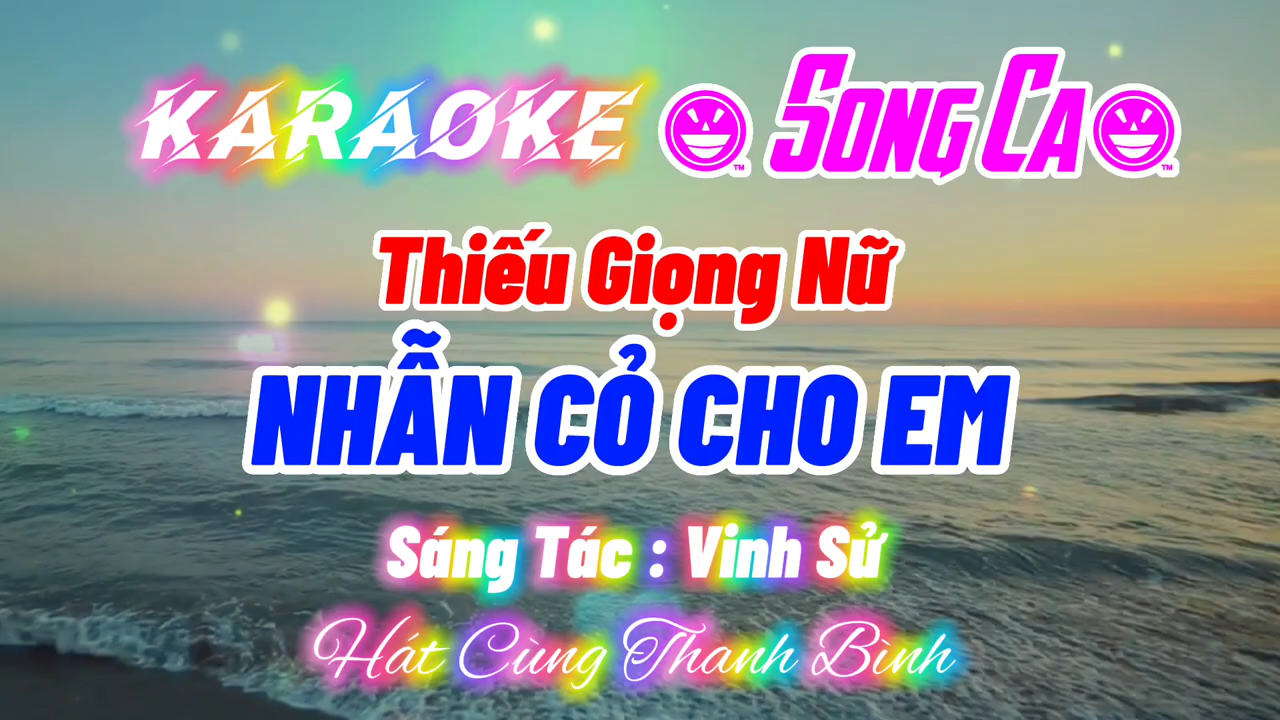 KARAOKE SONG CA
Thiếu Giọng Nữ
NHẪN CỎ CHO EM
Sáng Tác : Vinh Sử
Hát Cùng Thanh Bình